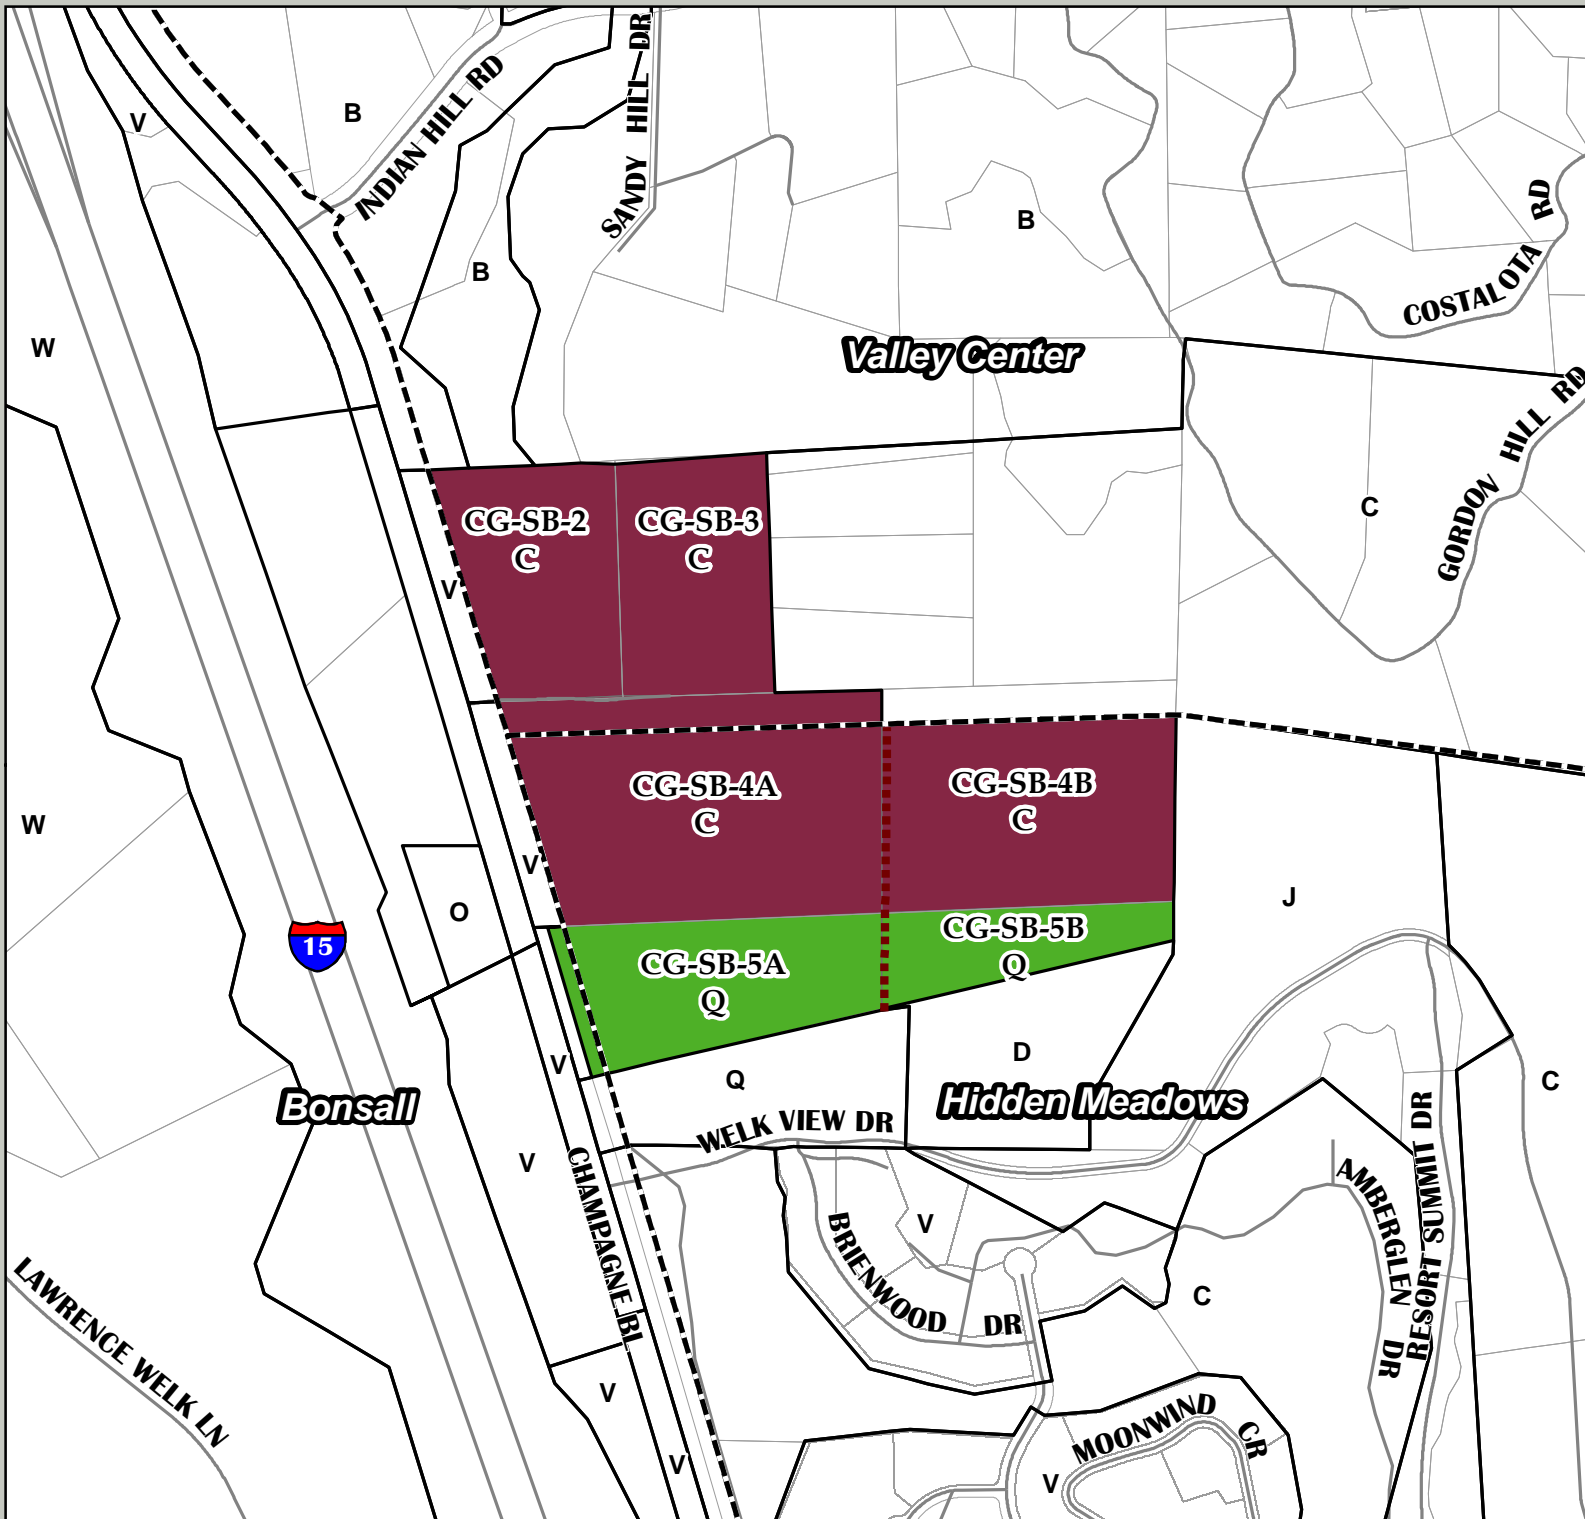 V
B
INDIAN HILL RD
SANDY HILL DR
B
B
COSTALOTA RD
W
Valley Center
GORDON HILL RD
C
CG-SB-2
C
CG-SB-3
C
V
W
CG-SB-4A
C
CG-SB-4B
C
V
O
J
15
CG-SB-5A
Q
CG-SB-5B
Q
V
Q
D
C
Bonsall
Hidden Meadows
WELK VIEW DR
V
CHAMPAGNE BL
BRIENWOOD DR
V
AMBERGLEN DR
RESORT SUMMIT DR
C
LAWRENCE WELK LN
V
V
MOONWIND CR
V